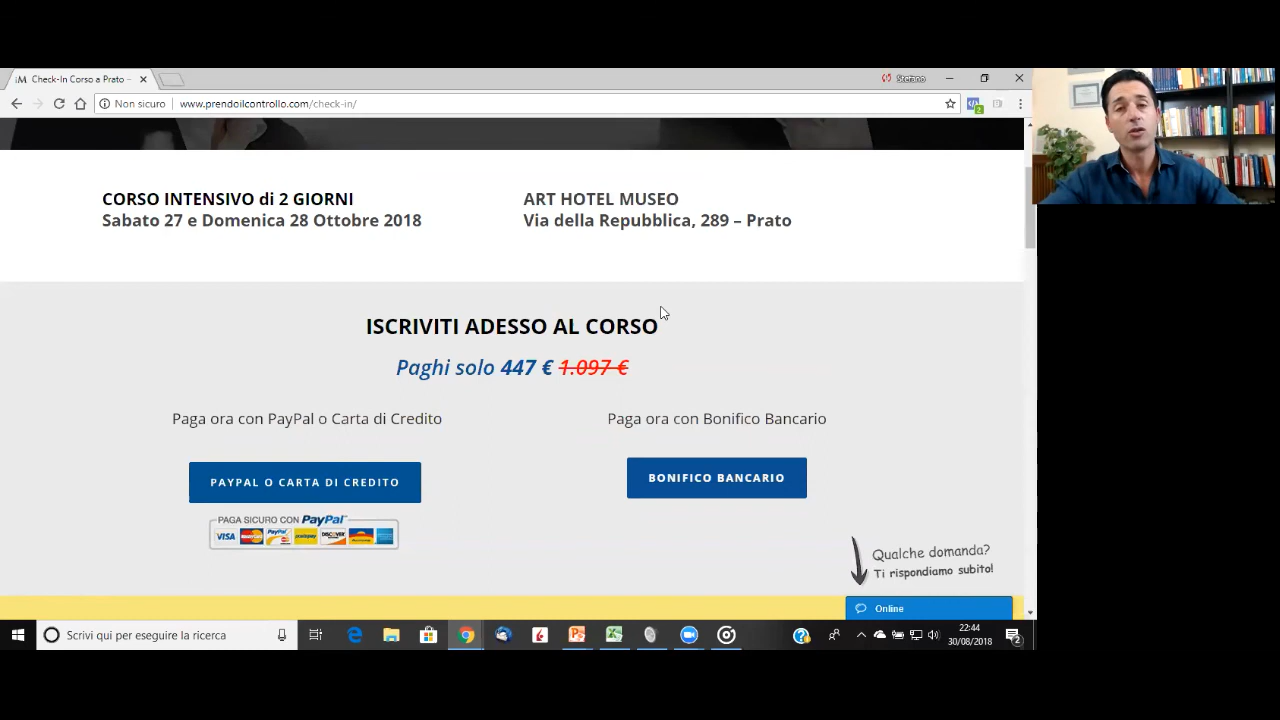 Check-In Corso a Prato –
Stefano
Non sicuro
www.prendoilcontrollo.com/check-in/
CORSO INTENSIVO di 2 GIORNI
Sabato 27 e Domenica 28 Ottobre 2018
ART HOTEL MUSEO
Via della Repubblica, 289 – Prato
ISCRIVITI ADESSO AL CORSO
Paghi solo 447 € 1.097 €
Paga ora con PayPal o Carta di Credito
Paga ora con Bonifico Bancario
PAYPAL O CARTA DI CREDITO
BONIFICO BANCARIO
PAGA SICURO CON PayPal
VISA
Qualche domanda?
Ti rispondiamo subito!
Online
Scrivi qui per eseguire la ricerca
22:44
30/08/2018